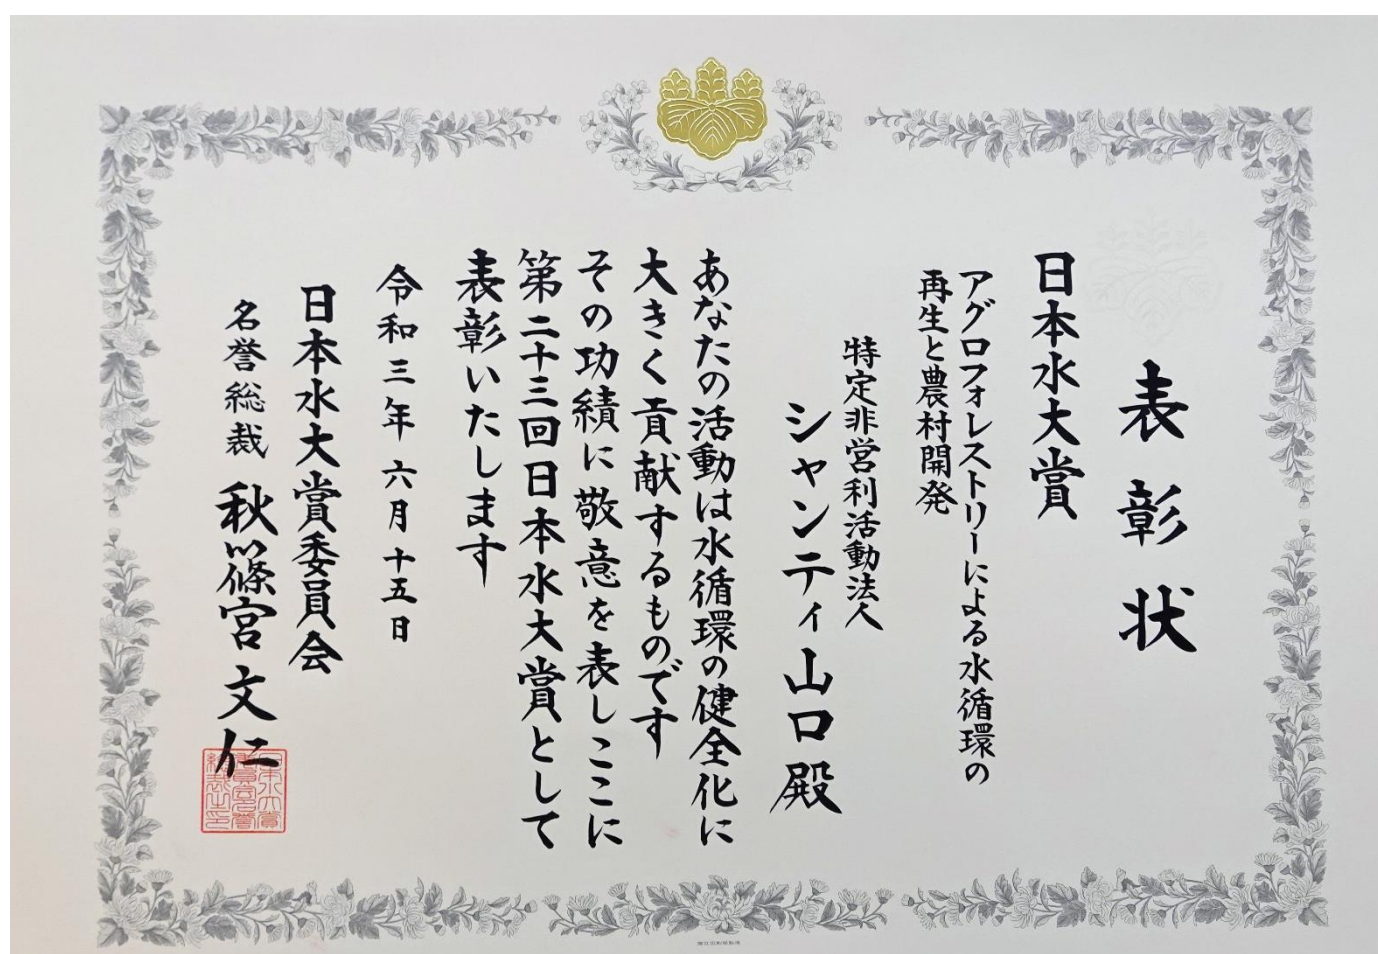 表彰状
日本水大賞
アグロフォレストリーによる水循環の
再生と農村開発
特定非営利活動法人
シャンティ山口殿
あなたの活動は水循環の健全化に
大きく貢献するものです
その功績に敬意を表しここに
第二十三回日本水大賞として
表彰いたします
令和三年六月十五日
日本水大賞委員会
名誉総裁 秋篠宮文仁